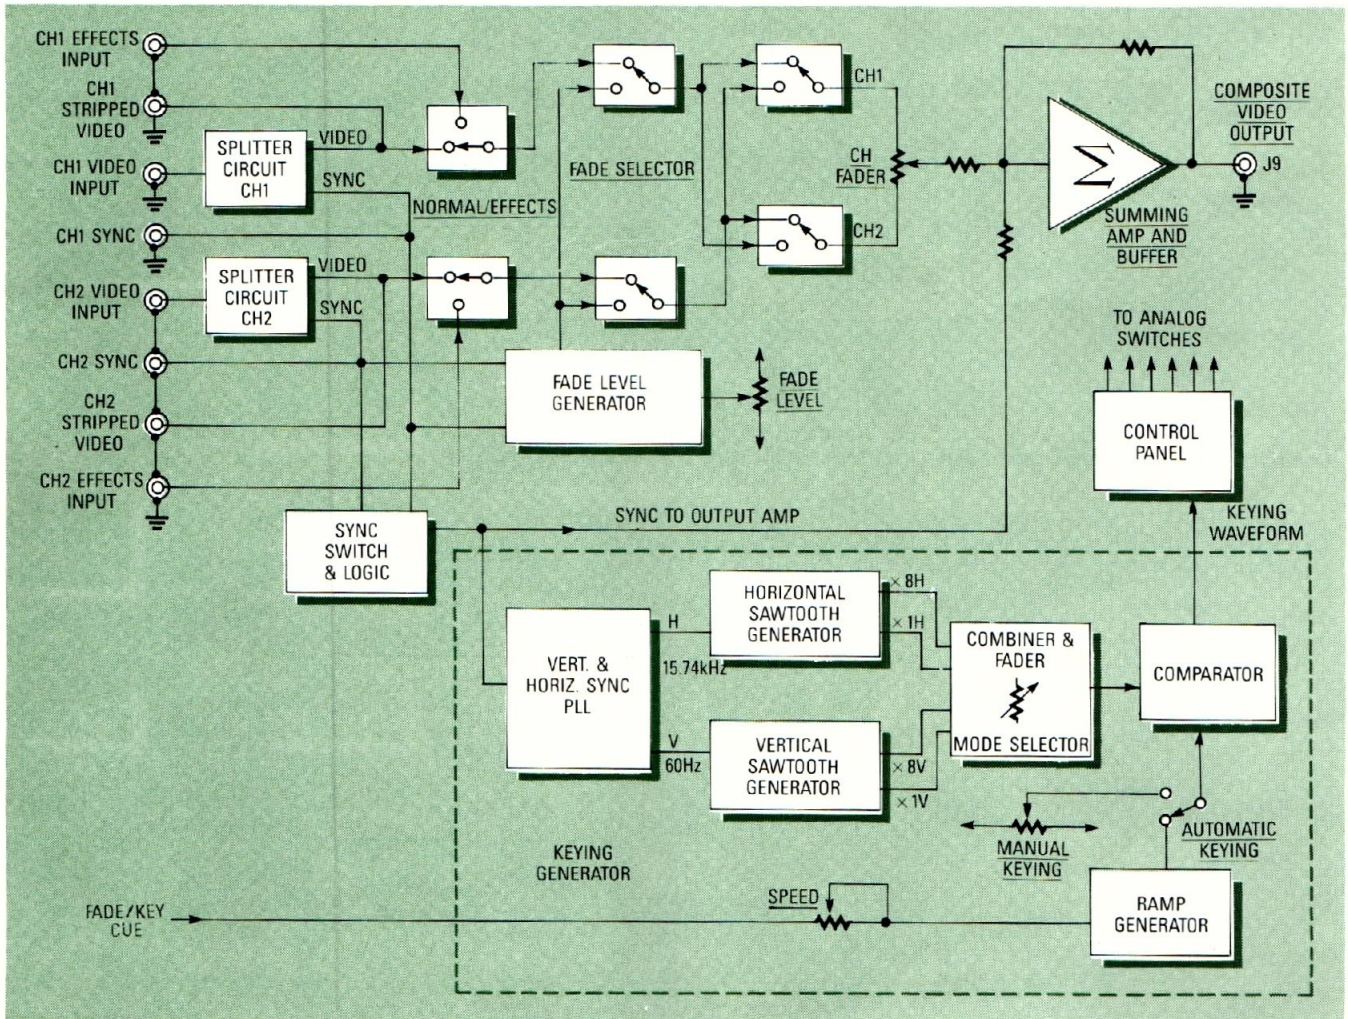 CH1 EFFECTS
INPUT
CH1
STRIPPED
VIDEO
CH1 VIDEO
INPUT
CH1 SYNC
CH2 VIDEO
INPUT
CH2 SYNC
CH2
STRIPPED
VIDEO
CH2 EFFECTS
INPUT
SPLITTER
CIRCUIT
CH1
VIDEO
SYNC
SPLITTER
CIRCUIT
CH2
VIDEO
SYNC
NORMAL/EFFECTS
FADE SELECTOR
CH1
CH
FADER
CH2
Σ
SUMMING
AMP AND
BUFFER
COMPOSITE
VIDEO
OUTPUT
J9
FADE LEVEL
GENERATOR
FADE
LEVEL
TO ANALOG
SWITCHES
CONTROL
PANEL
KEYING
WAVEFORM
SYNC
SWITCH
& LOGIC
SYNC TO OUTPUT AMP
VERT. &
HORIZ. SYNC
PLL
H
15.74kHz
V
60Hz
HORIZONTAL
SAWTOOTH
GENERATOR
× 8H
× 1H
VERTICAL
SAWTOOTH
GENERATOR
× 8V
× 1V
COMBINER &
FADER
MODE SELECTOR
COMPARATOR
MANUAL
KEYING
AUTOMATIC
KEYING
KEYING
GENERATOR
SPEED
RAMP
GENERATOR
FADE/KEY
CUE